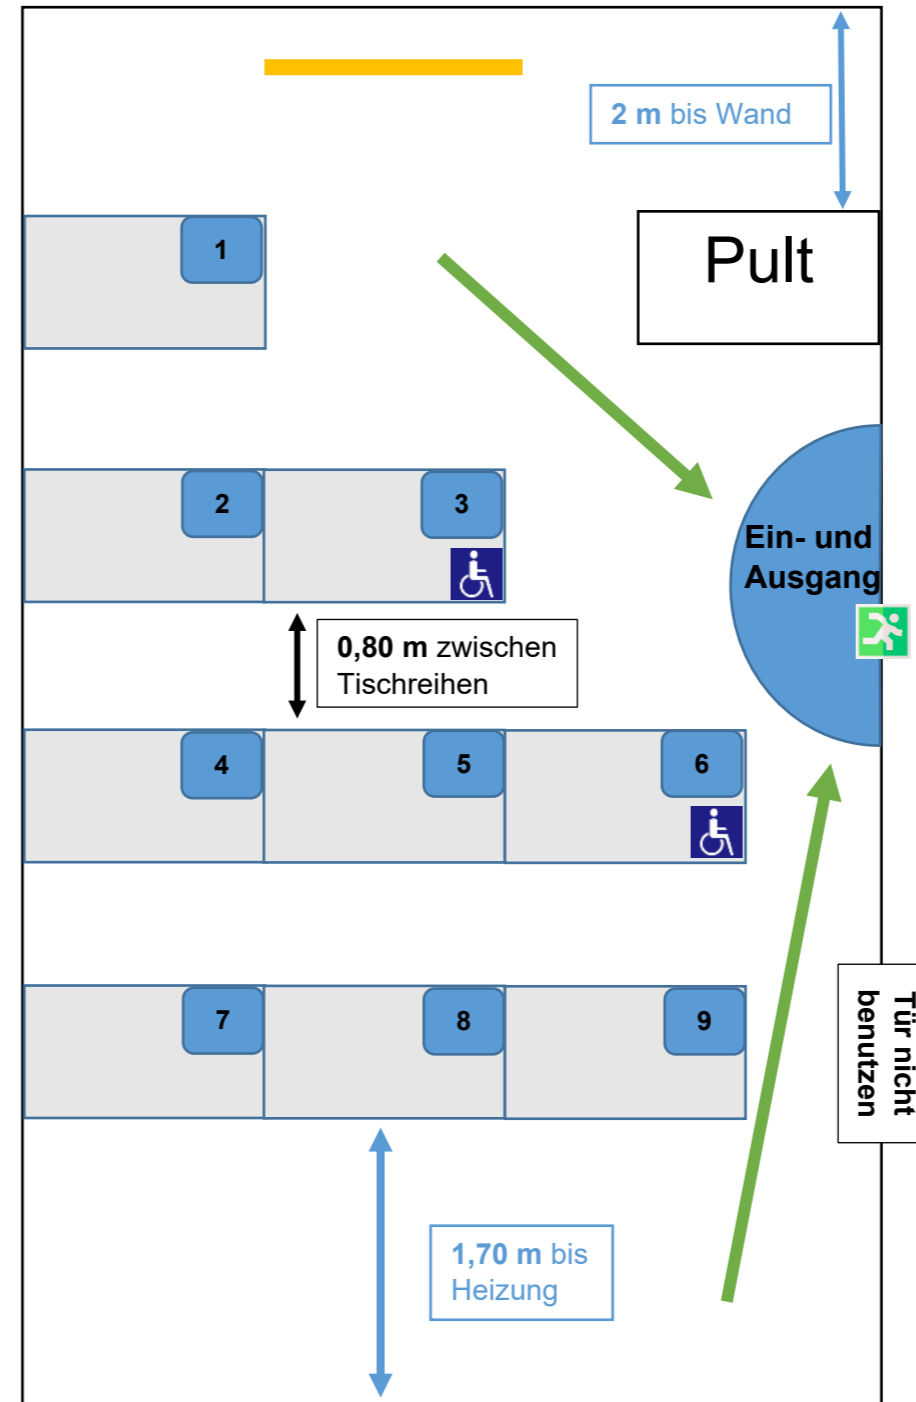 2 m bis Wand
1
Pult
2
3
Ein- und
Ausgang
0,80 m zwischen
Tischreihen
4
5
6
7
8
9
Tür nicht
benutzen
1,70 m bis
Heizung